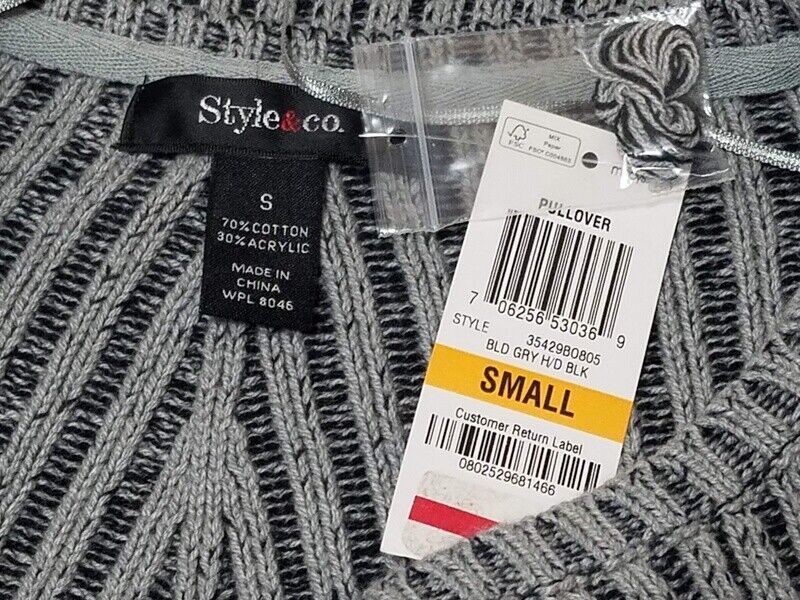 Style&co.
S
70% COTTON
30% ACRYLIC
MADE IN
CHINA
WPL 8046
FSC
MIX
Paper
PULLOVER
7 06256 53036 9
STYLE 35429BO805
BLD GRY H/D BLK
SMALL
Customer Return Label
0802529681466